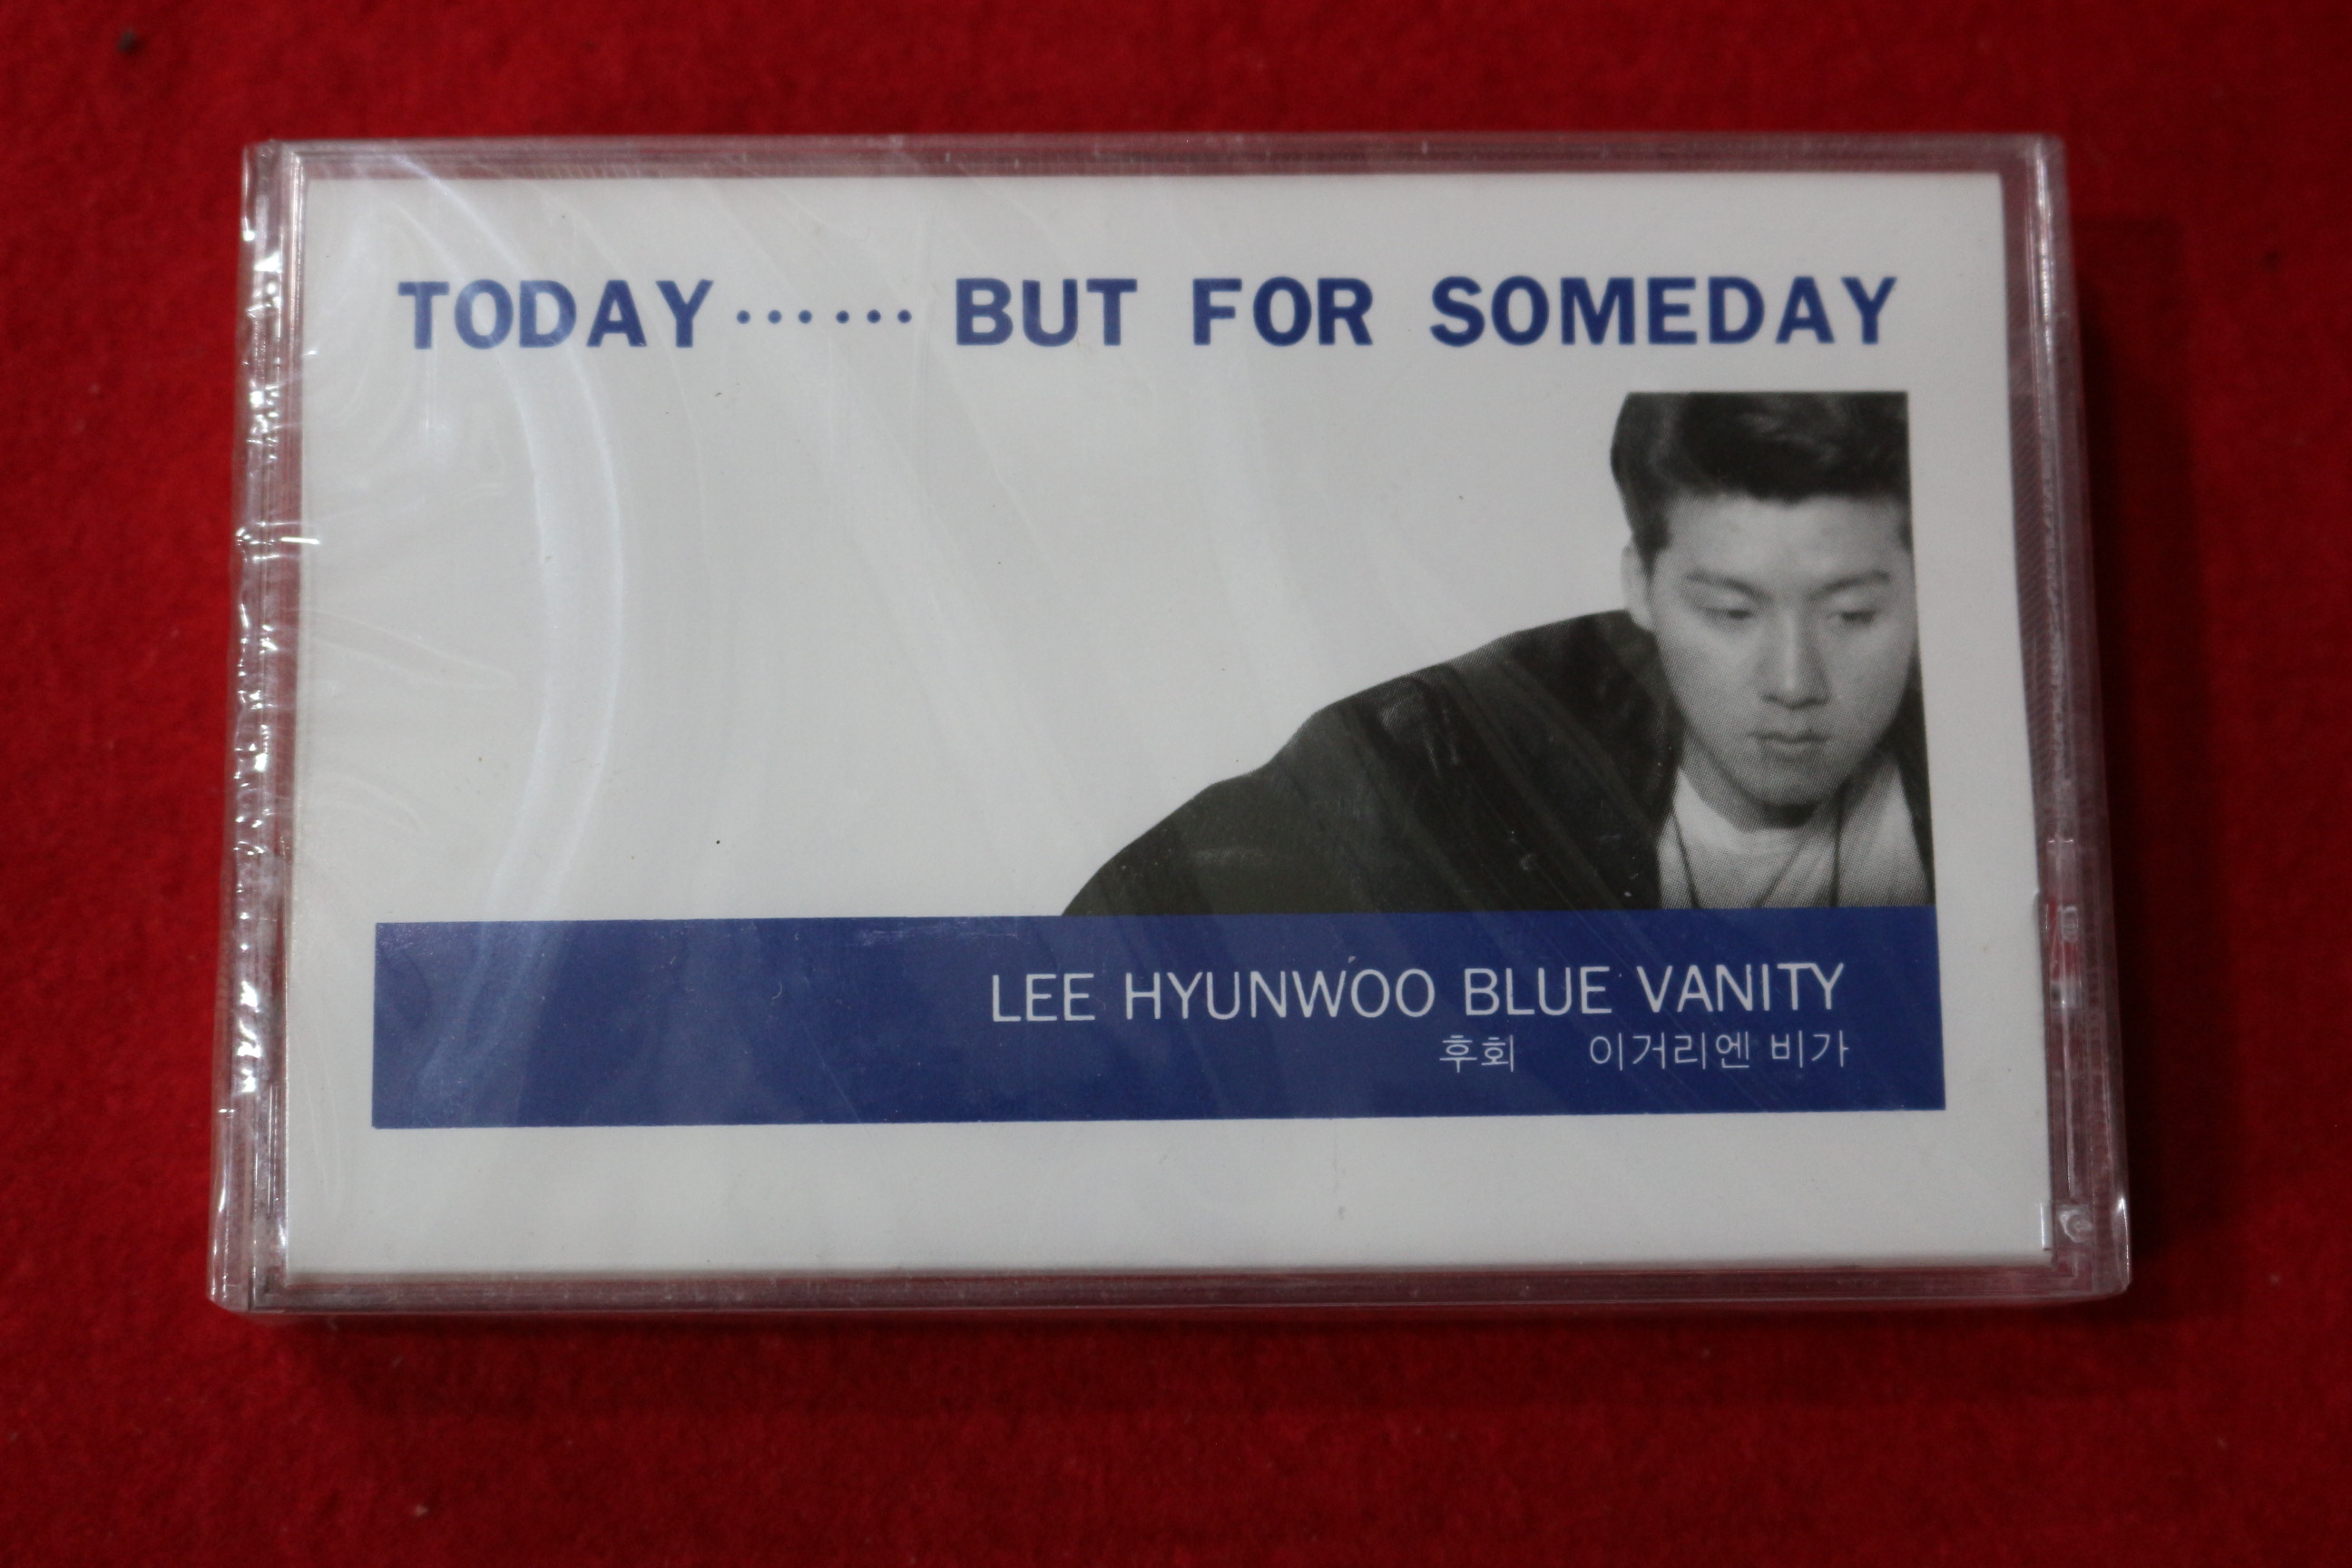 TODAY ······ BUT FOR SOMEDAY
LEE HYUNWOO BLUE VANITY
후회 이거리엔 비가